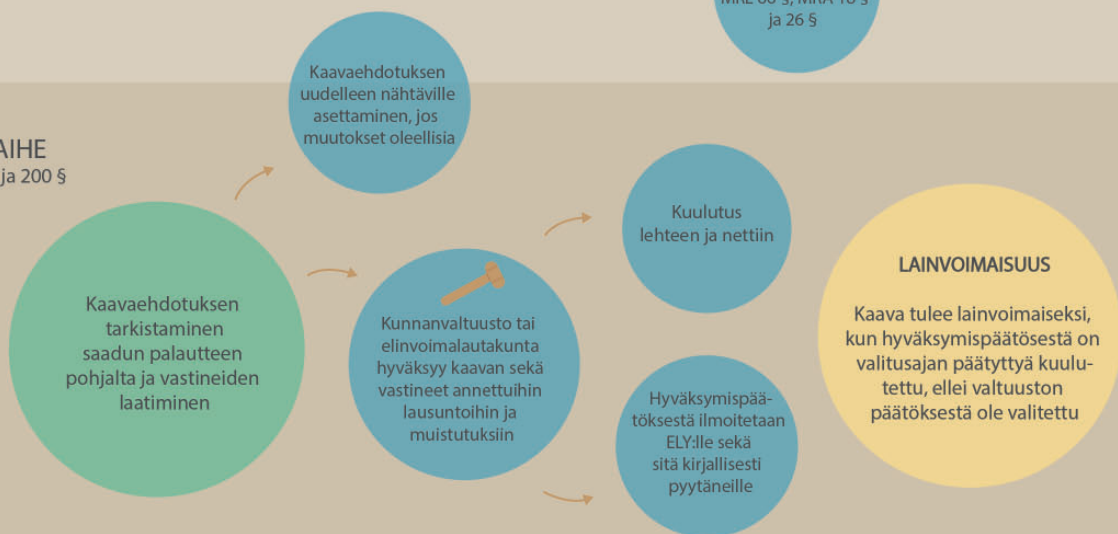 ja 26 §
Kaavaehdotuksen
uudelleen nähtäville
asettaminen, jos
muutokset oleellisia
AIHE
ja 200 §
Kaavaehdotuksen
tarkistaminen
saadun palautteen
pohjalta ja vastineiden
laatiminen
Kunnanvaltuusto tai
elinvoimalautakunta
hyväksyy kaavan sekä
vastineet annettuihin
lausuntoihin ja
muistutuksiin
Kuulutus
lehteen ja nettiin
Hyväksymispää-
töksestä ilmoitetaan
ELY:lle sekä
sitä kirjallisesti
pyytäneille
LAINVOIMAISUUS
Kaava tulee lainvoimaiseksi,
kun hyväksymispäätösestä on
valitusajan päätyttyä kuulu-
tettu, ellei valtuuston
päätöksestä ole valitettu